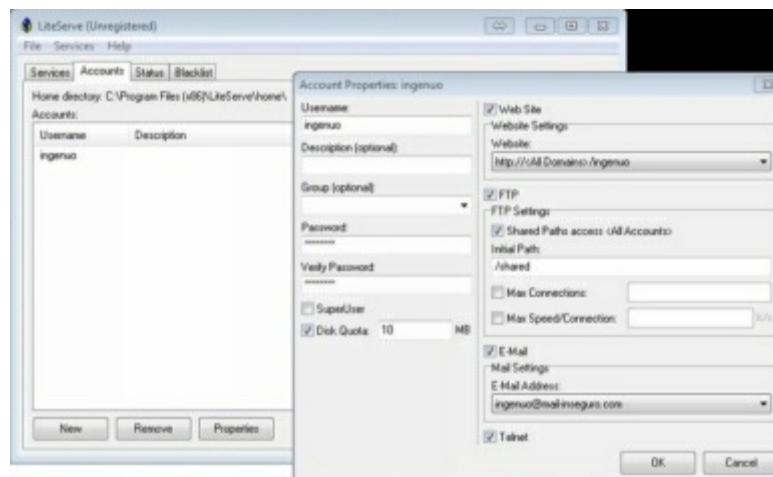 LiteServe (Unregistered)
File Services Help
Services Accounts Status Blacklist
Home directory: C:\Program Files (x86)\LiteServe\home\
Accounts:
Username Description
ingenuo
New Remove Properties
Account Properties: ingenuo
Username:
ingenuo
Description (optional):
Group (optional):
Password:
Verify Password:
SuperUser
Disk Quota: 10 MB
Web Site
Website Settings
Website:
http://<All Domains>/ingenuo
FTP
FTP Settings
Shared Paths access <All Accounts>
Initial Path:
/shared
Max Connections:
Max Speed/Connection:
E-Mail
Mail Settings
E-Mail Address:
ingenuo@mail-inseguro.com
Telnet
OK Cancel